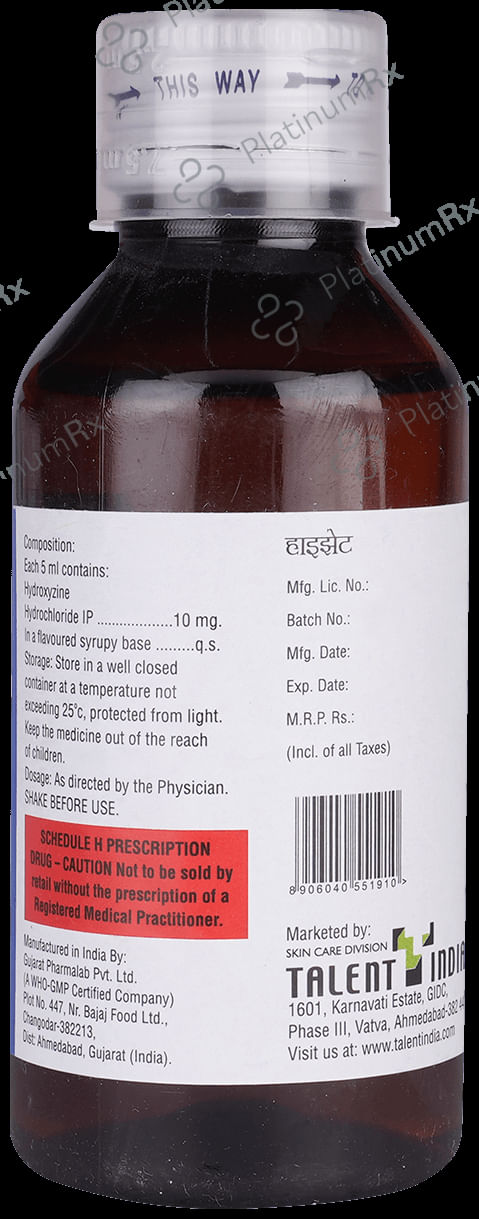 THIS WAY
7.5ml
PlatinumRx
PlatinumRx
PlatinumRx
PlatinumRx
Composition:
Each 5 ml contains:
Hydroxyzine
Hydrochloride IP ...................10 mg.
In a flavoured syrupy base .........q.s.
Storage: Store in a well closed
container at a temperature not
exceeding 25°c, protected from light.
Keep the medicine out of the reach
of children.
Dosage: As directed by the Physician.
SHAKE BEFORE USE.
SCHEDULE H PRESCRIPTION
DRUG – CAUTION Not to be sold by
retail without the prescription of a
Registered Medical Practitioner.
Manufactured in India By:
Gujarat Pharmalab Pvt. Ltd.
(A WHO-GMP Certified Company)
Plot No. 447, Nr. Bajaj Food Ltd.,
Changodar-382213,
Dist: Ahmedabad, Gujarat (India).
हाइझेट
Mfg. Lic. No.:
Batch No.:
Mfg. Date:
Exp. Date:
M.R.P. Rs.:
(Incl. of all Taxes)
8 906040 551910 >
Marketed by:
SKIN CARE DIVISION
TALENT INDIA
1601, Karnavati Estate, GIDC,
Phase III, Vatva, Ahmedabad-382 44
Visit us at: www.talentindia.com